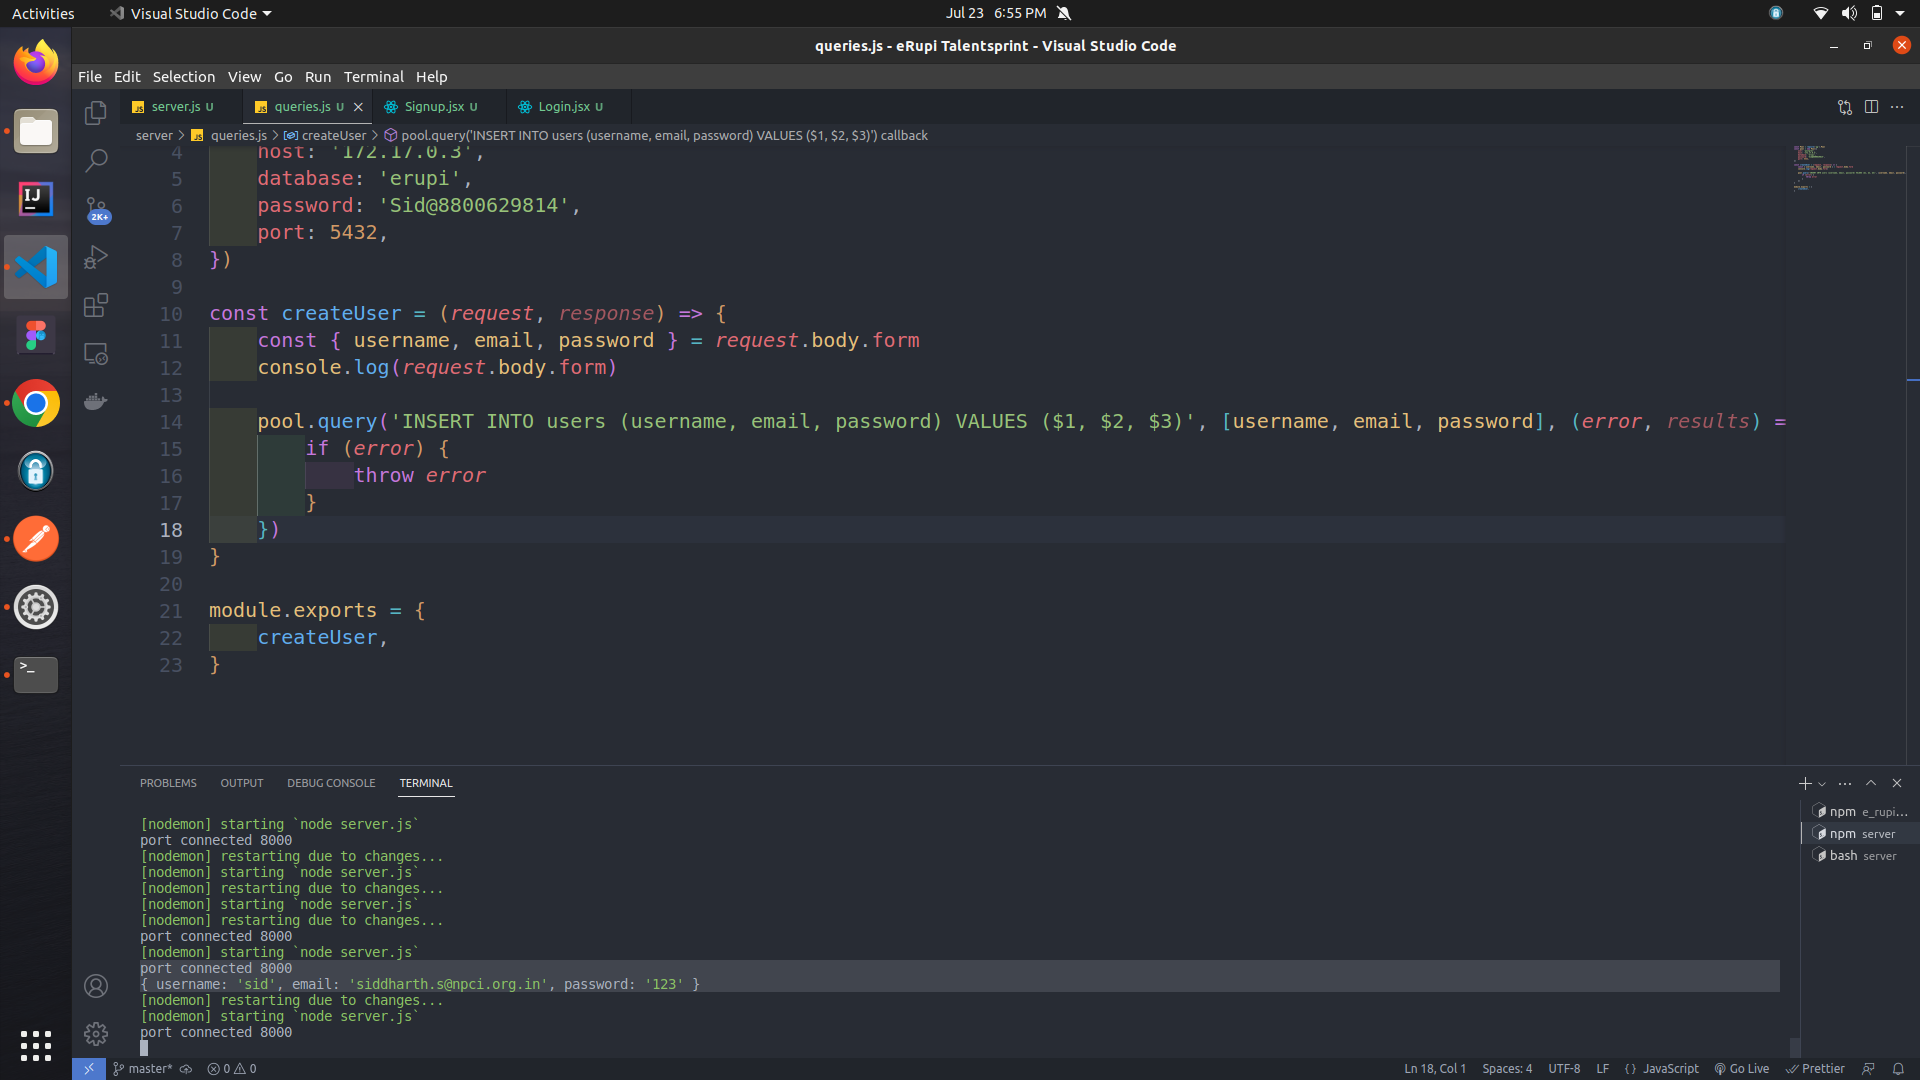 Activities
Visual Studio Code
Jul 23 6:55 PM
queries.js - eRupi Talentsprint - Visual Studio Code
File Edit Selection View Go Run Terminal Help
server.js U
queries.js U
Signup.jsx U
Login.jsx U
server > queries.js > createUser > pool.query('INSERT INTO users (username, email, password) VALUES ($1, $2, $3)') callback
4 host: '172.17.0.3',
5 database: 'erupi',
6 password: 'Sid@8800629814',
7 port: 5432,
8 })
9
10 const createUser = (request, response) => {
11 const { username, email, password } = request.body.form
12 console.log(request.body.form)
13
14 pool.query('INSERT INTO users (username, email, password) VALUES ($1, $2, $3)', [username, email, password], (error, results) =
15 if (error) {
16 throw error
17 }
18 })
19 }
20
21 module.exports = {
22 createUser,
23 }
2K+
PROBLEMS OUTPUT DEBUG CONSOLE TERMINAL
[nodemon] starting `node server.js`
port connected 8000
[nodemon] restarting due to changes...
[nodemon] starting `node server.js`
[nodemon] restarting due to changes...
[nodemon] starting `node server.js`
[nodemon] restarting due to changes...
port connected 8000
[nodemon] starting `node server.js`
port connected 8000
{ username: 'sid', email: 'siddharth.s@npci.org.in', password: '123' }
[nodemon] restarting due to changes...
[nodemon] starting `node server.js`
port connected 8000
npm e_rupi...
npm server
bash server
master* 0 0
Ln 18, Col 1 Spaces: 4 UTF-8 LF {} JavaScript Go Live Prettier